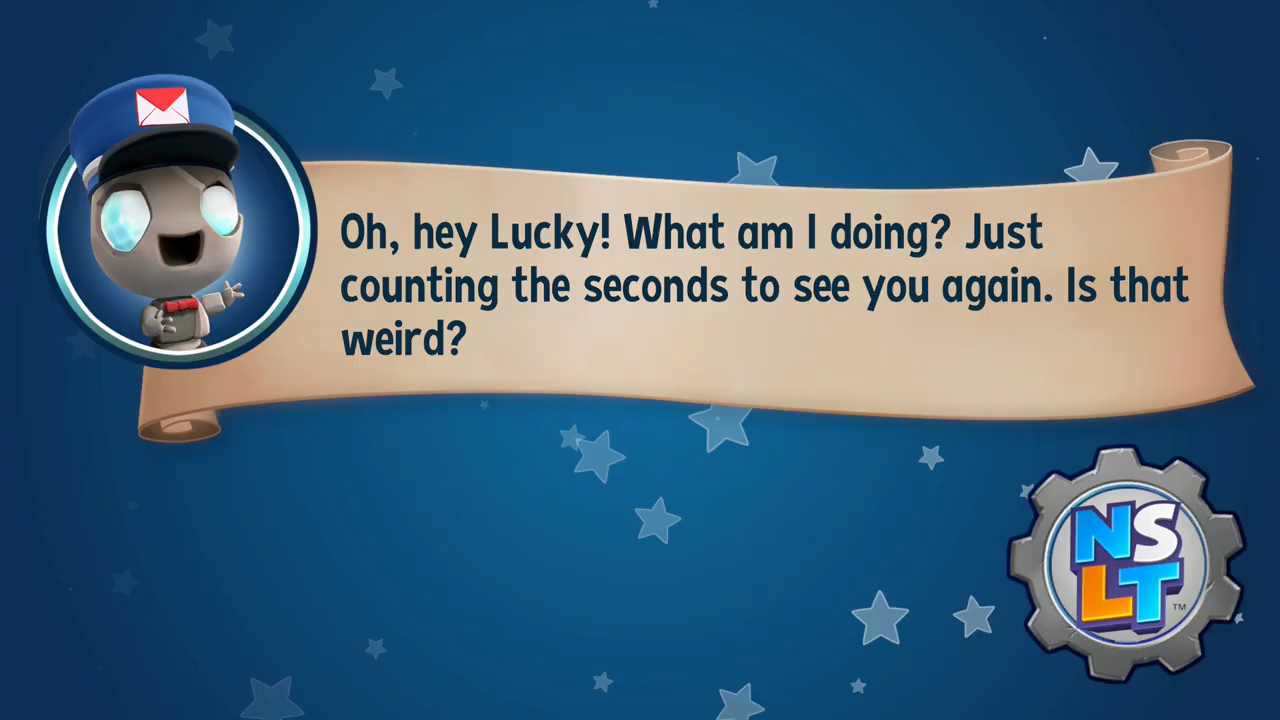 Oh, hey Lucky! What am I doing? Just
counting the seconds to see you again. Is that
weird?
NS
LT
TM